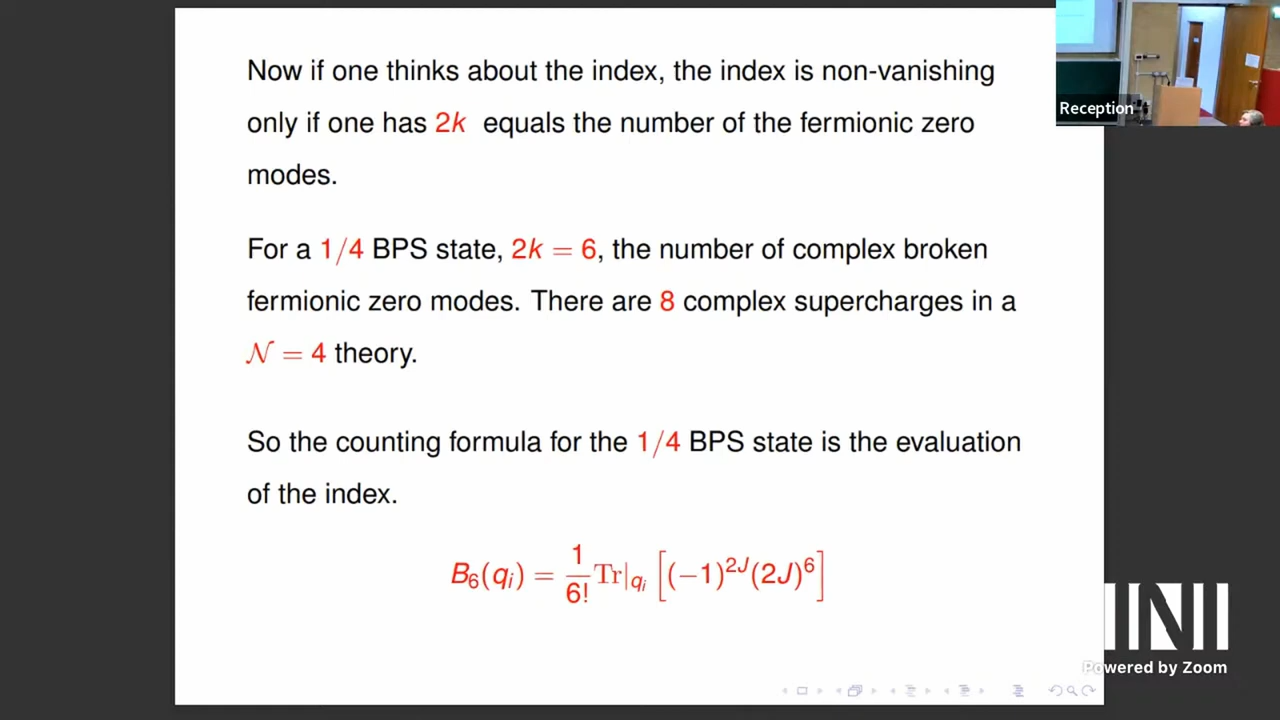 Now if one thinks about the index, the index is non-vanishing
only if one has 2k equals the number of the fermionic zero
modes.
For a 1/4 BPS state, 2k = 6, the number of complex broken
fermionic zero modes. There are 8 complex supercharges in a
𝒩 = 4 theory.
So the counting formula for the 1/4 BPS state is the evaluation
of the index.
B₆(qᵢ) = 1/6! Tr|qᵢ [(−1)²ᴶ(2J)⁶]
Reception
INI
Powered by Zoom